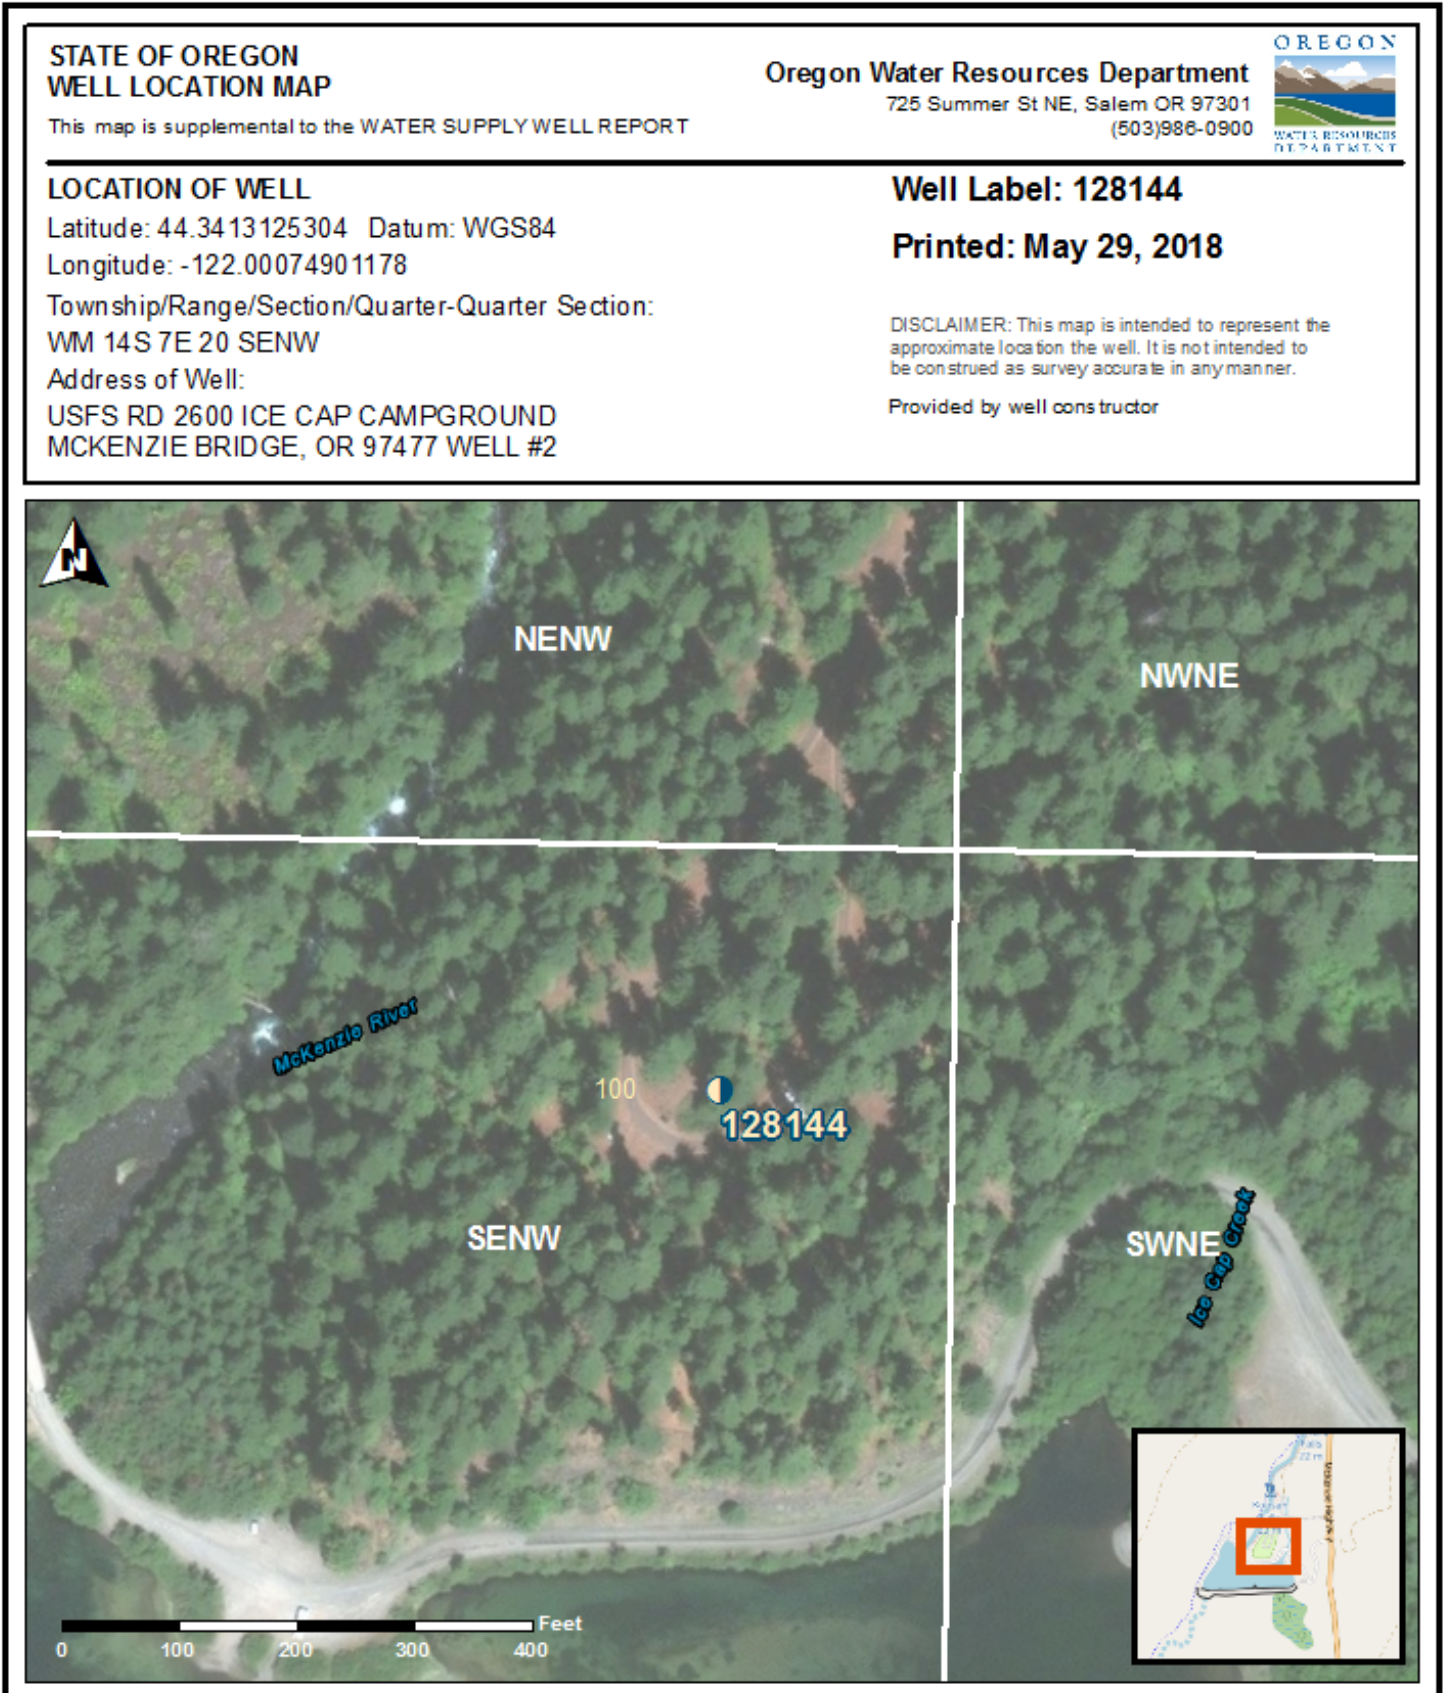 STATE OF OREGON
WELL LOCATION MAP
This map is supplemental to the WATER SUPPLY WELL REPORT
Oregon Water Resources Department
725 Summer St NE, Salem OR 97301
(503)986-0900
OREGON
WATER RESOURCES
DEPARTMENT
LOCATION OF WELL
Latitude: 44.3413125304 Datum: WGS84
Longitude: -122.00074901178
Township/Range/Section/Quarter-Quarter Section:
WM 14S 7E 20 SENW
Address of Well:
USFS RD 2600 ICE CAP CAMPGROUND
MCKENZIE BRIDGE, OR 97477 WELL #2
Well Label: 128144
Printed: May 29, 2018
DISCLAIMER: This map is intended to represent the
approximate location the well. It is not intended to
be construed as survey accurate in any manner.
Provided by well constructor
N
NENW
NWNE
McKenzie River
100
128144
SENW
SWNE
Ice Cap Creek
Falls
22 m
Feet
0 100 200 300 400